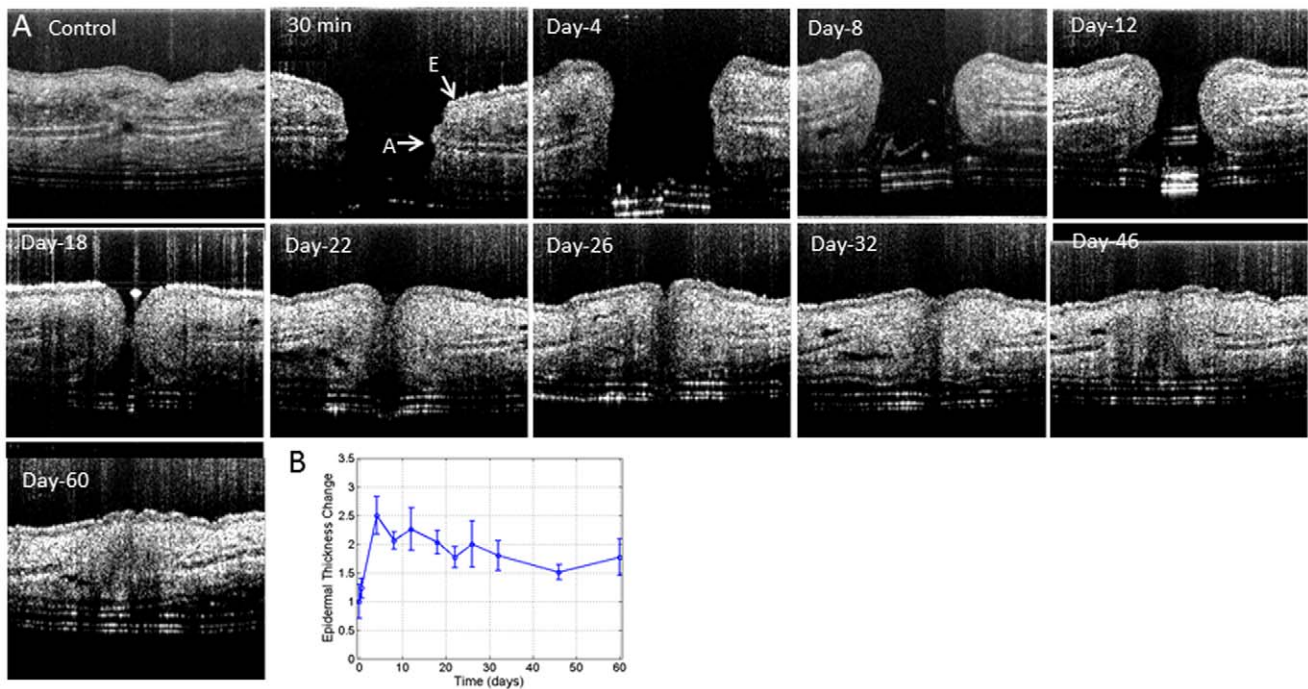 A
Control
30 min
Day-4
Day-8
Day-12
E
A
Day-18
Day-22
Day-26
Day-32
Day-46
Day-60
B
Epidermal Thickness Change
3.5
3
2.5
2
1.5
1
0.5
0
0 10 20 30 40 50 60
Time (days)